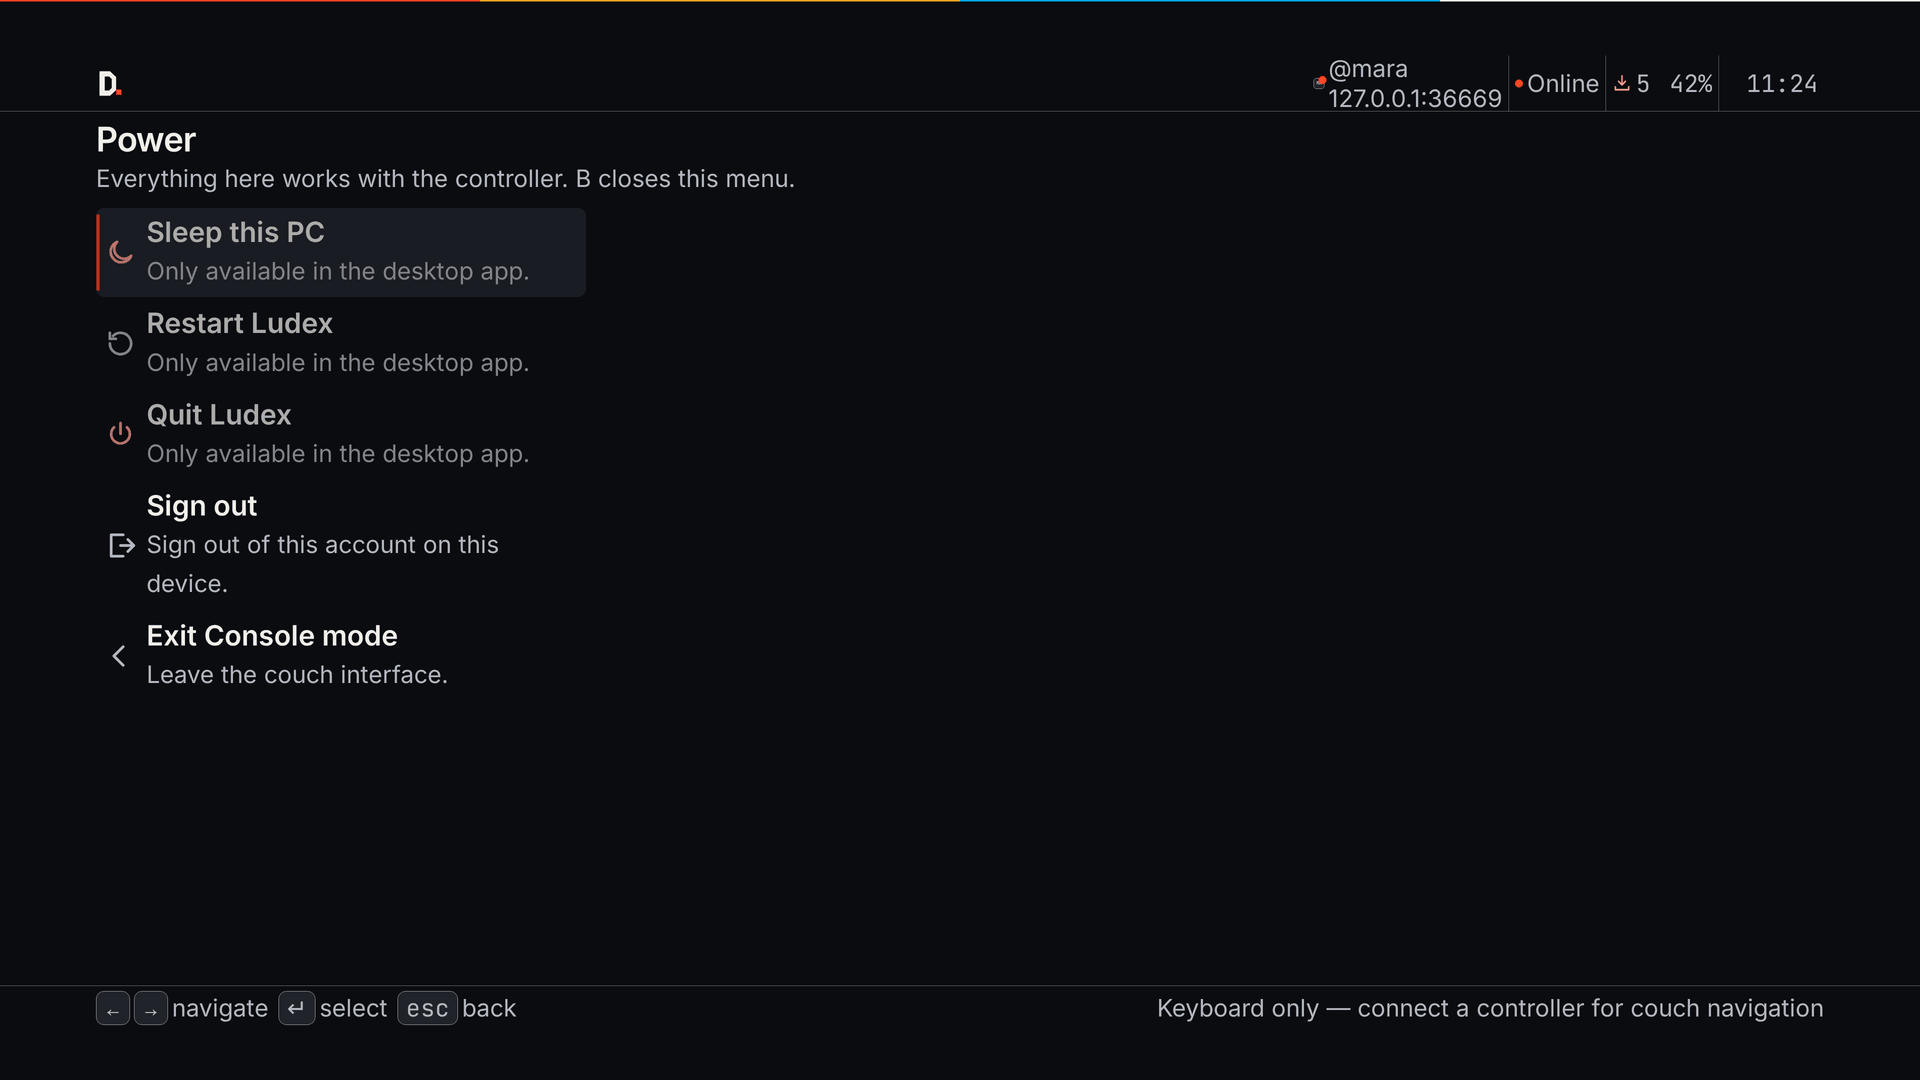 D.
@mara
127.0.0.1:36669
Online
5 42%
11:24
Power
Everything here works with the controller. B closes this menu.
Sleep this PC
Only available in the desktop app.
Restart Ludex
Only available in the desktop app.
Quit Ludex
Only available in the desktop app.
Sign out
Sign out of this account on this
device.
Exit Console mode
Leave the couch interface.
← → navigate ↵ select esc back
Keyboard only — connect a controller for couch navigation